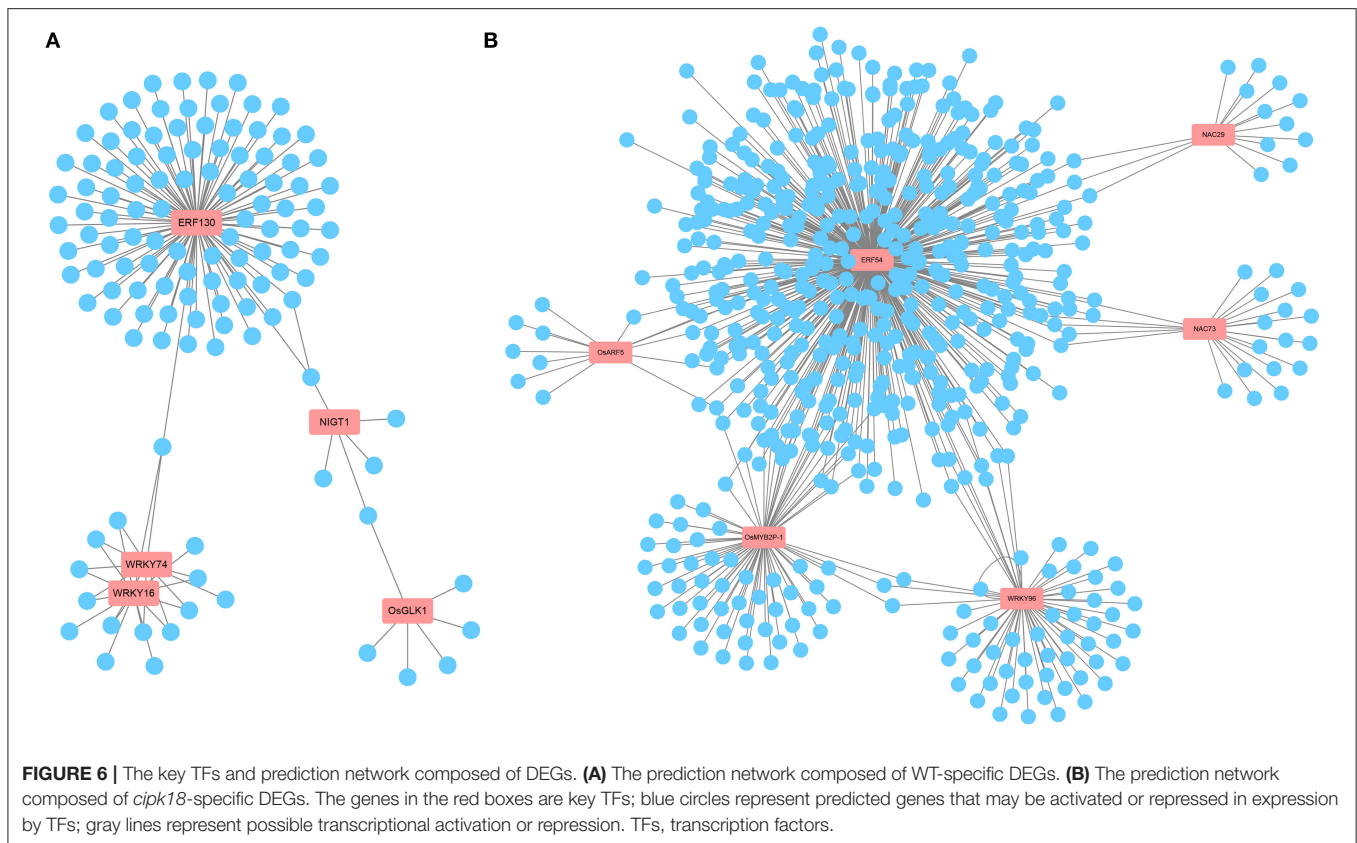 A
B
ERF130
NIGT1
WRKY74
WRKY16
OsGLK1
NAC29
ERF54
NAC73
OsARF5
OsMYB2P-1
WRKY96
FIGURE 6 | The key TFs and prediction network composed of DEGs. (A) The prediction network composed of WT-specific DEGs. (B) The prediction network
composed of cipk18-specific DEGs. The genes in the red boxes are key TFs; blue circles represent predicted genes that may be activated or repressed in expression
by TFs; gray lines represent possible transcriptional activation or repression. TFs, transcription factors.